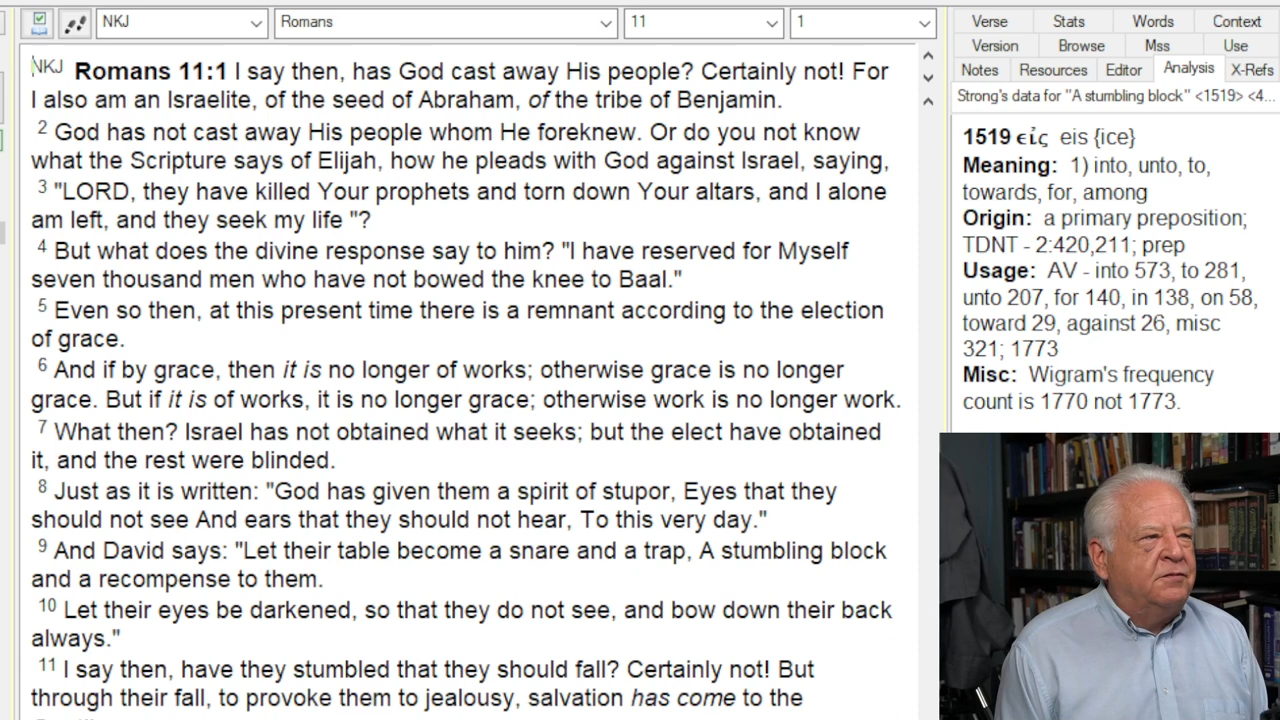 NKJ Romans 11 1
NKJ Romans 11:1 I say then, has God cast away His people? Certainly not! For
I also am an Israelite, of the seed of Abraham, of the tribe of Benjamin.
2 God has not cast away His people whom He foreknew. Or do you not know
what the Scripture says of Elijah, how he pleads with God against Israel, saying,
3 "LORD, they have killed Your prophets and torn down Your altars, and I alone
am left, and they seek my life "?
4 But what does the divine response say to him? "I have reserved for Myself
seven thousand men who have not bowed the knee to Baal."
5 Even so then, at this present time there is a remnant according to the election
of grace.
6 And if by grace, then it is no longer of works; otherwise grace is no longer
grace. But if it is of works, it is no longer grace; otherwise work is no longer work.
7 What then? Israel has not obtained what it seeks; but the elect have obtained
it, and the rest were blinded.
8 Just as it is written: "God has given them a spirit of stupor, Eyes that they
should not see And ears that they should not hear, To this very day."
9 And David says: "Let their table become a snare and a trap, A stumbling block
and a recompense to them.
10 Let their eyes be darkened, so that they do not see, and bow down their back
always."
11 I say then, have they stumbled that they should fall? Certainly not! But
through their fall, to provoke them to jealousy, salvation has come to the
Verse Stats Words Context
Version Browse Mss Use
Notes Resources Editor Analysis X-Refs
Strong's data for "A stumbling block" <1519> <4...
1519 εἰς eis {ice}
Meaning: 1) into, unto, to,
towards, for, among
Origin: a primary preposition;
TDNT - 2:420,211; prep
Usage: AV - into 573, to 281,
unto 207, for 140, in 138, on 58,
toward 29, against 26, misc
321; 1773
Misc: Wigram's frequency
count is 1770 not 1773.